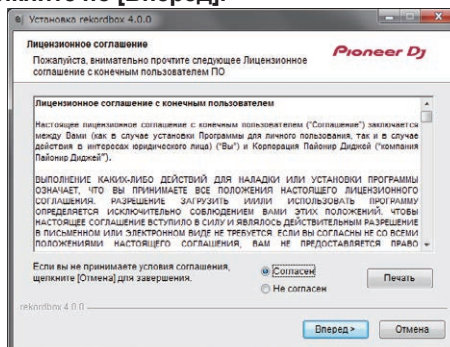 Установка rekordbox 4.0.0
Лицензионное соглашение
Пожалуйста, внимательно прочтите следующее Лицензионное
соглашение с конечным пользователем ПО
Pioneer Dj
Лицензионное соглашение с конечным пользователем
Настоящее лицензионное соглашение с конечным пользователем ("Соглашение") заключается
между Вами (как в случае установки Программы для личного пользования, так и в случае
действия в интересах юридического лица) ("Вы") и Корпорация Пайонир Диджей ("компания
Пайонир Диджей").
ВЫПОЛНЕНИЕ КАКИХ-ЛИБО ДЕЙСТВИЙ ДЛЯ НАЛАДКИ ИЛИ УСТАНОВКИ ПРОГРАММЫ
ОЗНАЧАЕТ, ЧТО ВЫ ПРИНИМАЕТЕ ВСЕ ПОЛОЖЕНИЯ НАСТОЯЩЕГО ЛИЦЕНЗИОННОГО
СОГЛАШЕНИЯ. РАЗРЕШЕНИЕ ЗАГРУЗИТЬ И/ИЛИ ИСПОЛЬЗОВАТЬ ПРОГРАММУ
ОПРЕДЕЛЯЕТСЯ ИСКЛЮЧИТЕЛЬНО СОБЛЮДЕНИЕМ ВАМИ ЭТИХ ПОЛОЖЕНИЙ. ЧТОБЫ
НАСТОЯЩЕЕ СОГЛАШЕНИЕ ВСТУПИЛО В СИЛУ И ЯВЛЯЛОСЬ ДЕЙСТВИТЕЛЬНЫМ РАЗРЕШЕНИЕ
В ПИСЬМЕННОМ ИЛИ ЭЛЕКТРОННОМ ВИДЕ НЕ ТРЕБУЕТСЯ. ЕСЛИ ВЫ СОГЛАСНЫ НЕ СО ВСЕМИ
ПОЛОЖЕНИЯМИ НАСТОЯЩЕГО СОГЛАШЕНИЯ, ВАМ НЕ ПРЕДОСТАВЛЯЕТСЯ ПРАВО
Если вы не принимаете условия соглашения,
щелкните [Отмена] для завершения.
Согласен
Не согласен
Печать
rekordbox 4.0.0
Вперед >
Отмена